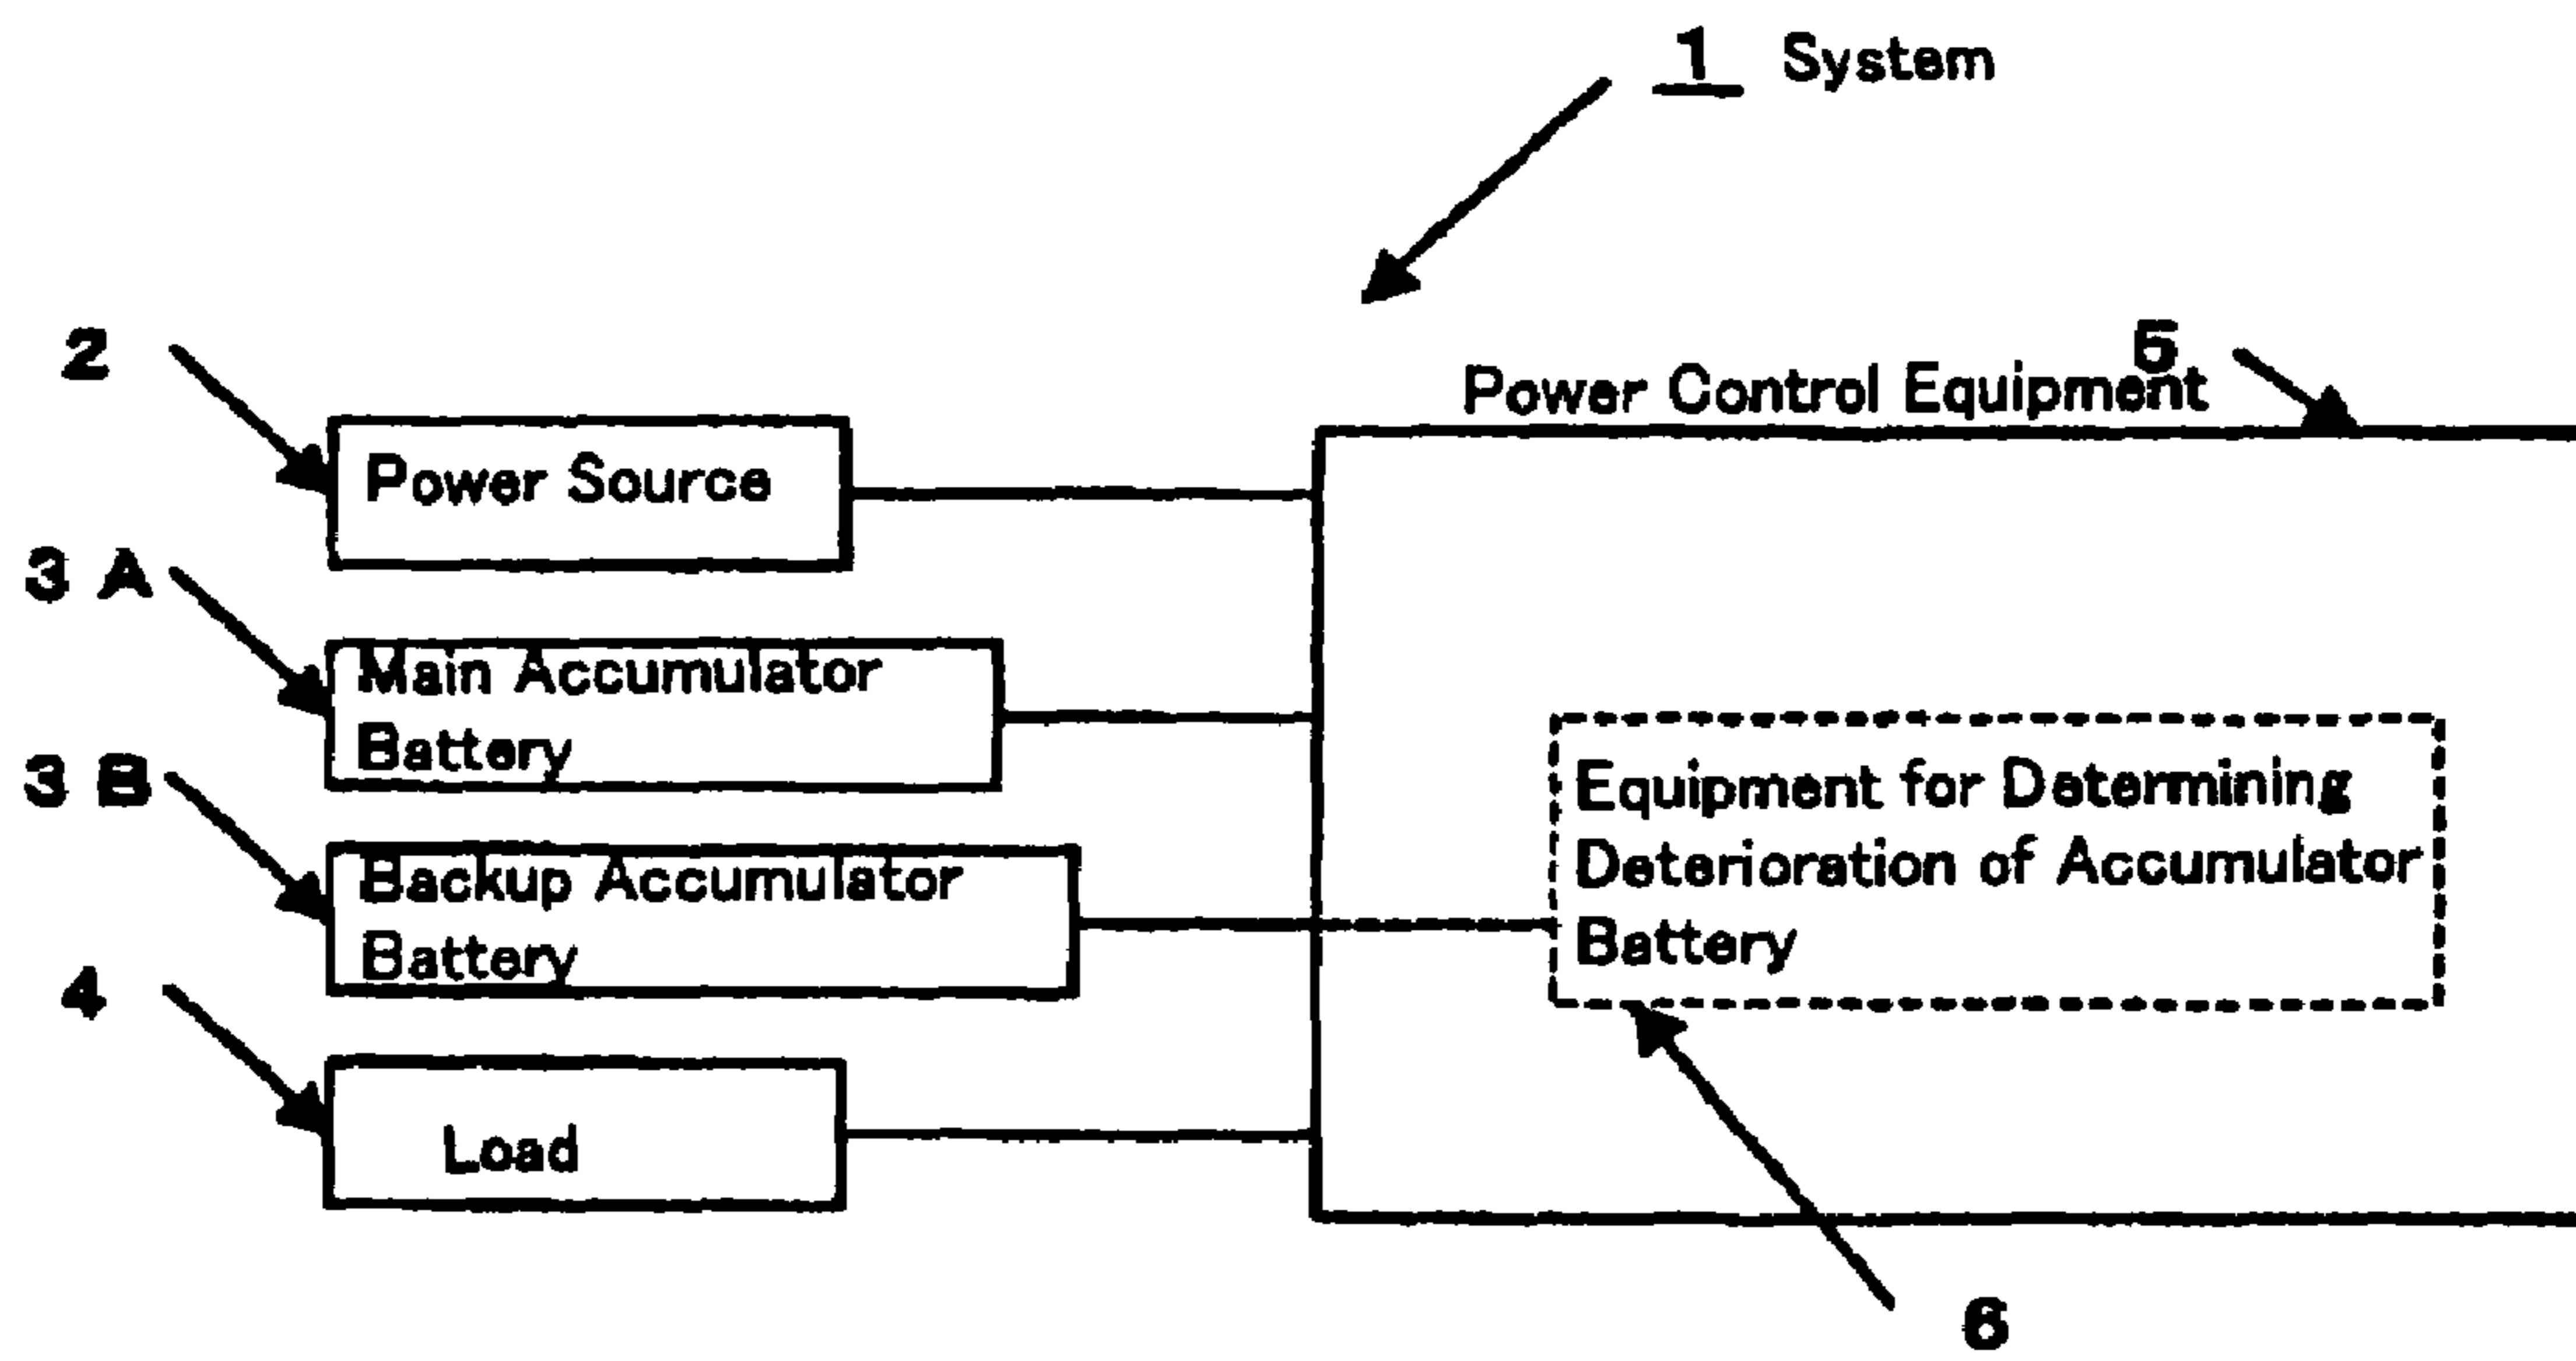 1 System
2
5
Power Control Equipment
Power Source
3 A
Main Accumulator
Battery
3 B
Backup Accumulator
Battery
Equipment for Determining
Deterioration of Accumulator
Battery
4
Load
6